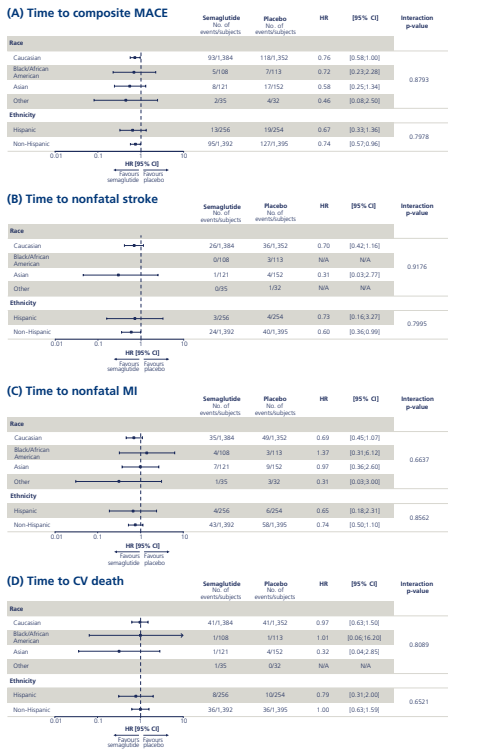 (A) Time to composite MACE
Semaglutide Placebo HR [95% CI] Interaction
No. of No. of p-value
events/subjects events/subjects
Race
Caucasian 93/1,384 118/1,352 0.76 [0.58;1.00]
Black/African
American 5/108 7/113 0.72 [0.23;2.28]
0.8793
Asian 8/121 17/152 0.58 [0.25;1.34]
Other 2/35 4/32 0.46 [0.08;2.50]
Ethnicity
Hispanic 13/256 19/254 0.67 [0.33;1.36]
0.7978
Non-Hispanic 95/1,392 127/1,395 0.74 [0.57;0.96]
0.01 0.1 1 10
HR [95% CI]
Favours Favours
semaglutide placebo
(B) Time to nonfatal stroke
Semaglutide Placebo HR [95% CI] Interaction
No. of No. of p-value
events/subjects events/subjects
Race
Caucasian 26/1,384 36/1,352 0.70 [0.42;1.16]
Black/African
American 0/108 3/113 N/A N/A
0.9176
Asian 1/121 4/152 0.31 [0.03;2.77]
Other 0/35 1/32 N/A N/A
Ethnicity
Hispanic 3/256 4/254 0.73 [0.16;3.27]
0.7995
Non-Hispanic 24/1,392 40/1,395 0.60 [0.36;0.99]
0.01 0.1 1 10
HR [95% CI]
Favours Favours
semaglutide placebo
(C) Time to nonfatal MI
Semaglutide Placebo HR [95% CI] Interaction
No. of No. of p-value
events/subjects events/subjects
Race
Caucasian 35/1,384 49/1,352 0.69 [0.45;1.07]
Black/African
American 4/108 3/113 1.37 [0.31;6.12]
0.6637
Asian 7/121 9/152 0.97 [0.36;2.60]
Other 1/35 3/32 0.31 [0.03;3.00]
Ethnicity
Hispanic 4/256 6/254 0.65 [0.18;2.31]
0.8562
Non-Hispanic 43/1,392 58/1,395 0.74 [0.50;1.10]
0.01 0.1 1 10
HR [95% CI]
Favours Favours
semaglutide placebo
(D) Time to CV death
Semaglutide Placebo HR [95% CI] Interaction
No. of No. of p-value
events/subjects events/subjects
Race
Caucasian 41/1,384 41/1,352 0.97 [0.63;1.50]
Black/African
American 1/108 1/113 1.01 [0.06;16.20]
0.8089
Asian 1/121 4/152 0.32 [0.04;2.85]
Other 1/35 0/32 N/A N/A
Ethnicity
Hispanic 8/256 10/254 0.79 [0.31;2.00]
0.6521
Non-Hispanic 36/1,392 36/1,395 1.00 [0.63;1.59]
0.01 0.1 1 10
HR [95% CI]
Favours Favours
semaglutide placebo